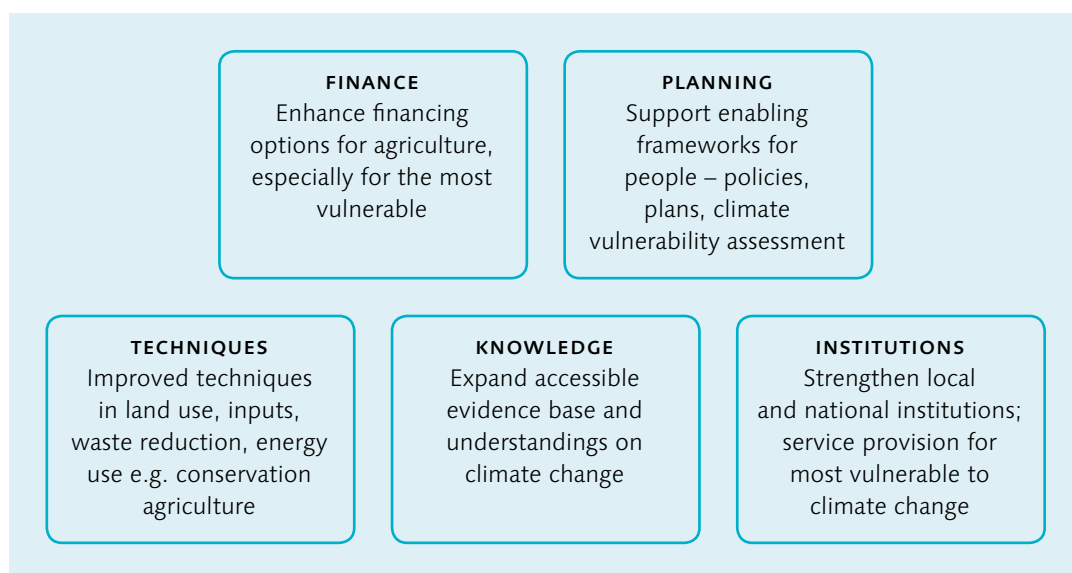 FINANCE
Enhance financing
options for agriculture,
especially for the most
vulnerable
PLANNING
Support enabling
frameworks for
people – policies,
plans, climate
vulnerability assessment
TECHNIQUES
Improved techniques
in land use, inputs,
waste reduction, energy
use e.g. conservation
agriculture
KNOWLEDGE
Expand accessible
evidence base and
understandings on
climate change
INSTITUTIONS
Strengthen local
and national institutions;
service provision for
most vulnerable to
climate change